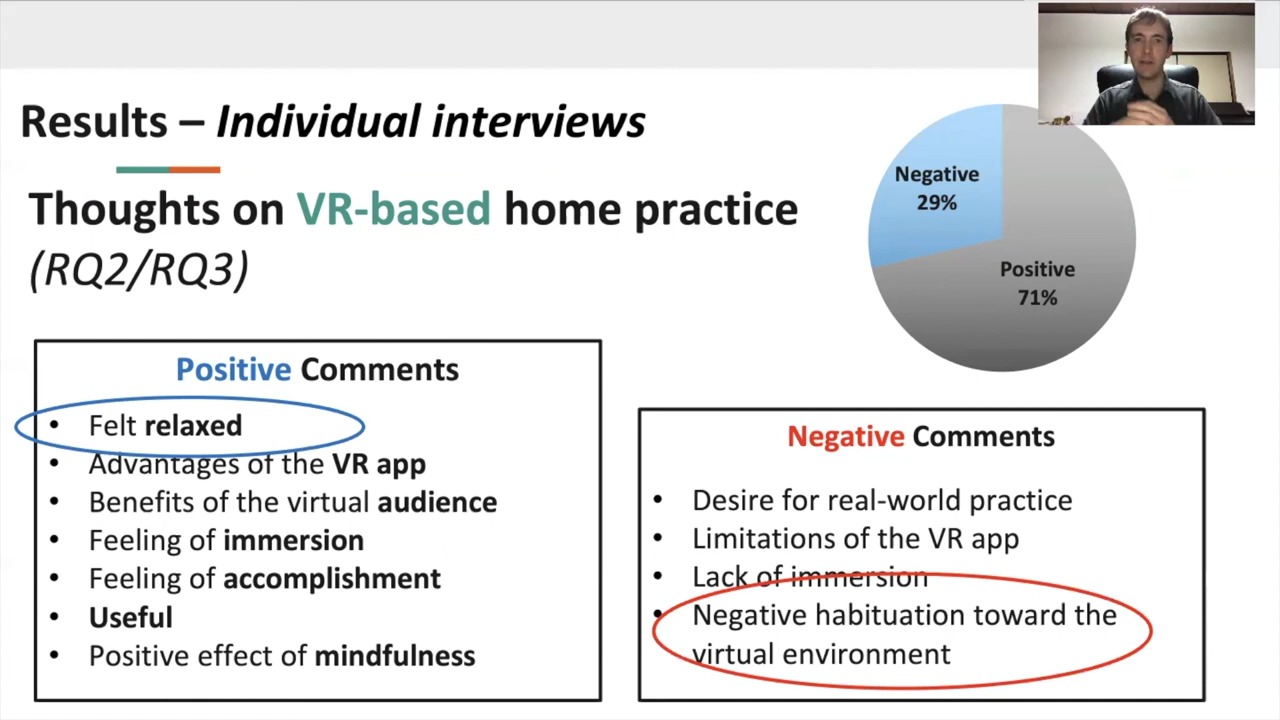 Results – Individual interviews
Thoughts on VR-based home practice
(RQ2/RQ3)
Negative
29%
Positive
71%
Positive Comments
• Felt relaxed
• Advantages of the VR app
• Benefits of the virtual audience
• Feeling of immersion
• Feeling of accomplishment
• Useful
• Positive effect of mindfulness
Negative Comments
• Desire for real-world practice
• Limitations of the VR app
• Lack of immersion
• Negative habituation toward the
virtual environment